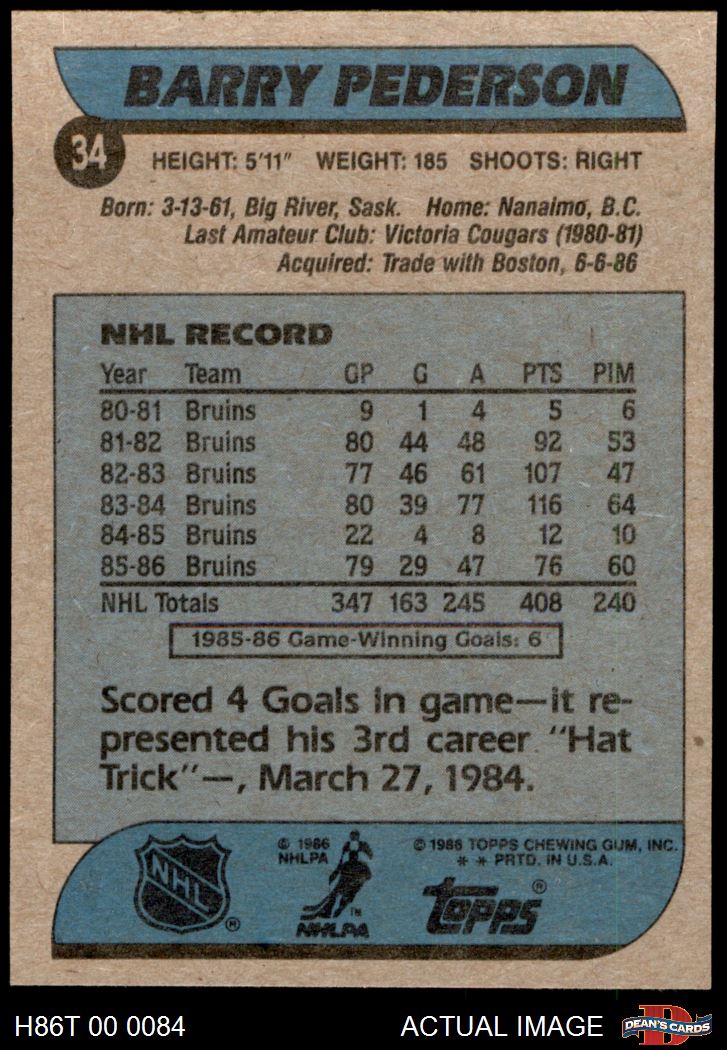 BARRY PEDERSON
34
HEIGHT: 5'11" WEIGHT: 185 SHOOTS: RIGHT
Born: 3-13-61, Big River, Sask. Home: Nanaimo, B.C.
Last Amateur Club: Victoria Cougars (1980-81)
Acquired: Trade with Boston, 6-6-86
NHL RECORD
Year Team GP G A PTS PIM
80-81 Bruins 9 1 4 5 6
81-82 Bruins 80 44 48 92 53
82-83 Bruins 77 46 61 107 47
83-84 Bruins 80 39 77 116 64
84-85 Bruins 22 4 8 12 10
85-86 Bruins 79 29 47 76 60
NHL Totals 347 163 245 408 240
1985-86 Game-Winning Goals: 6
Scored 4 Goals in game—it re-
presented his 3rd career "Hat
Trick"—, March 27, 1984.
NHL ®
© 1986
NHLPA
™
NHLPA
© 1986 TOPPS CHEWING GUM, INC.
* * PRTD. IN U.S.A.
TOPPS ®
H86T 00 0084
ACTUAL IMAGE
D
DEAN'S CARDS